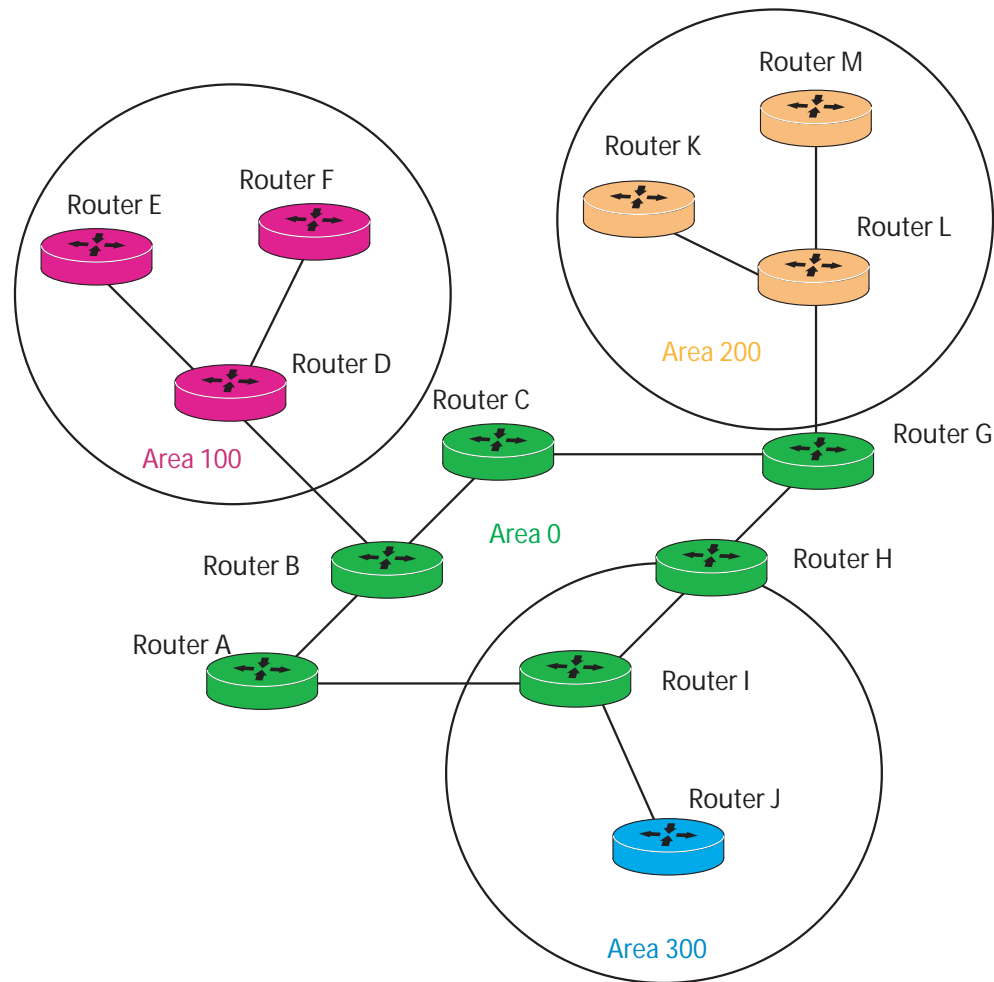 Router M
Router K
Router F
Router E
Router L
Area 200
Router D
Router C
Router G
Area 100
Area 0
Router B
Router H
Router A
Router I
Router J
Area 300